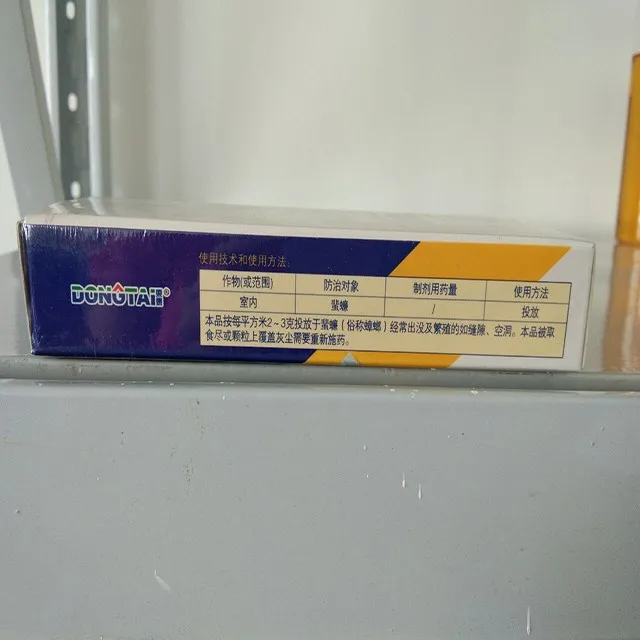 使用技术和使用方法:
DONGTAI®
作物(或范围) 防治对象 制剂用药量 使用方法
室内 蜚蠊 / 投放
本品按每平方米2~3克投放于蜚蠊(俗称蟑螂)经常出没及繁殖的如缝隙、空洞。本品被取
食尽或颗粒上覆盖灰尘需要重新施药。